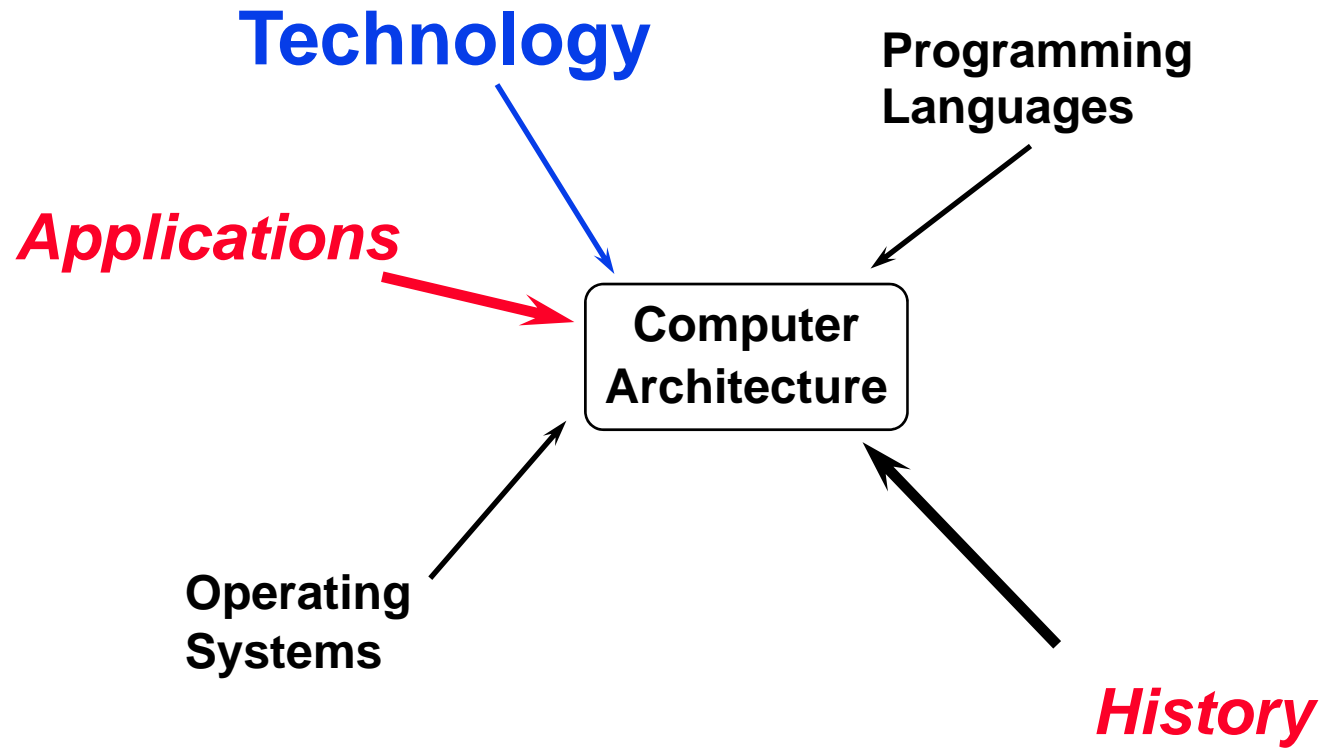 Technology
Programming
Languages
Applications
Computer
Architecture
Operating
Systems
History